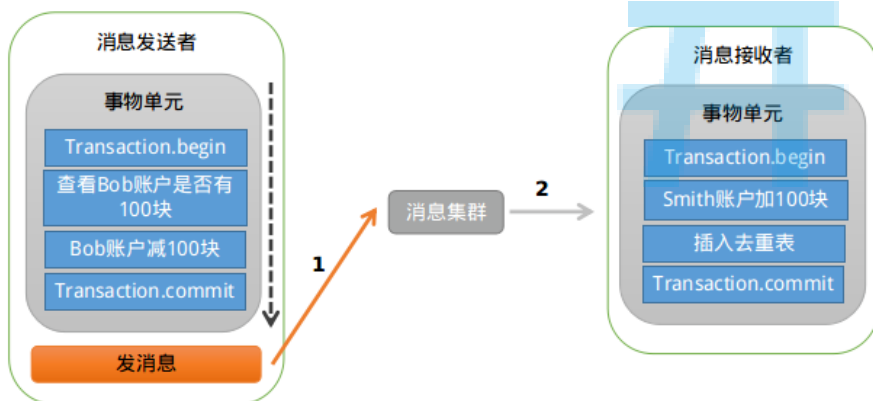 消息发送者
事物单元
Transaction.begin
查看Bob账户是否有
100块
Bob账户减100块
Transaction.commit
发消息
1
消息集群
2
消息接收者
事物单元
Transaction.begin
Smith账户加100块
插入去重表
Transaction.commit